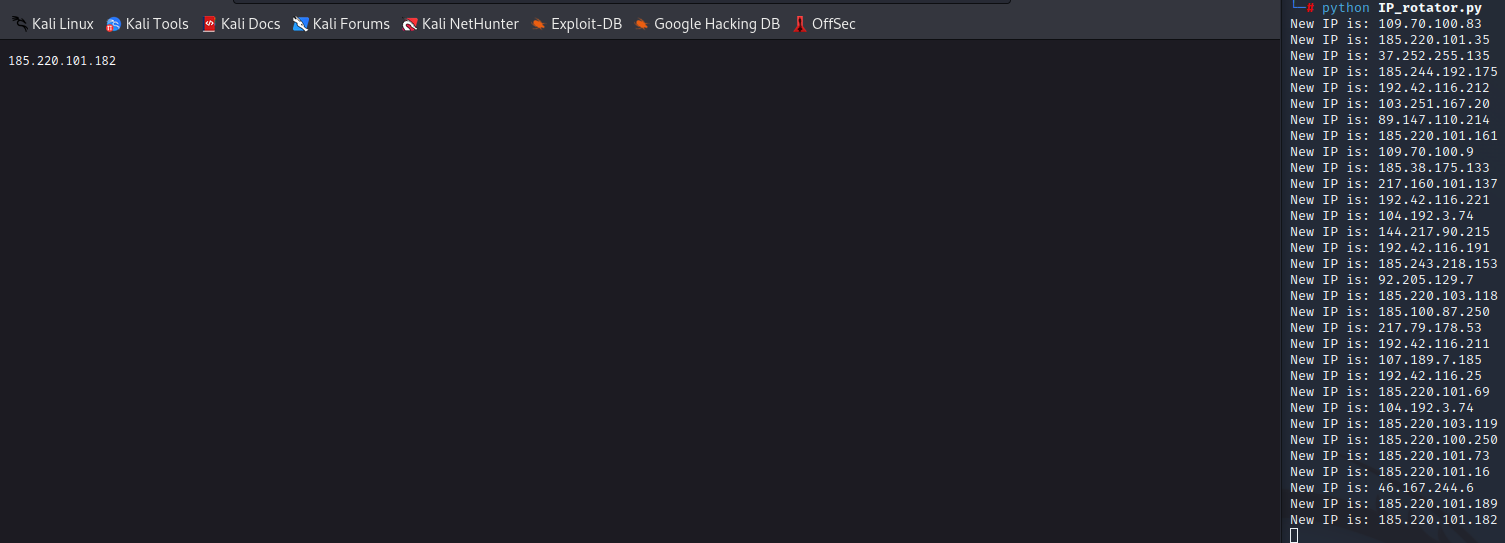 Kali Linux Kali Tools Kali Docs Kali Forums Kali NetHunter Exploit-DB Google Hacking DB OffSec
185.220.101.182
└─# python IP_rotator.py
New IP is: 109.70.100.83
New IP is: 185.220.101.35
New IP is: 37.252.255.135
New IP is: 185.244.192.175
New IP is: 192.42.116.212
New IP is: 103.251.167.20
New IP is: 89.147.110.214
New IP is: 185.220.101.161
New IP is: 109.70.100.9
New IP is: 185.38.175.133
New IP is: 217.160.101.137
New IP is: 192.42.116.221
New IP is: 104.192.3.74
New IP is: 144.217.90.215
New IP is: 192.42.116.191
New IP is: 185.243.218.153
New IP is: 92.205.129.7
New IP is: 185.220.103.118
New IP is: 185.100.87.250
New IP is: 217.79.178.53
New IP is: 192.42.116.211
New IP is: 107.189.7.185
New IP is: 192.42.116.25
New IP is: 185.220.101.69
New IP is: 104.192.3.74
New IP is: 185.220.103.119
New IP is: 185.220.100.250
New IP is: 185.220.101.73
New IP is: 185.220.101.16
New IP is: 46.167.244.6
New IP is: 185.220.101.189
New IP is: 185.220.101.182